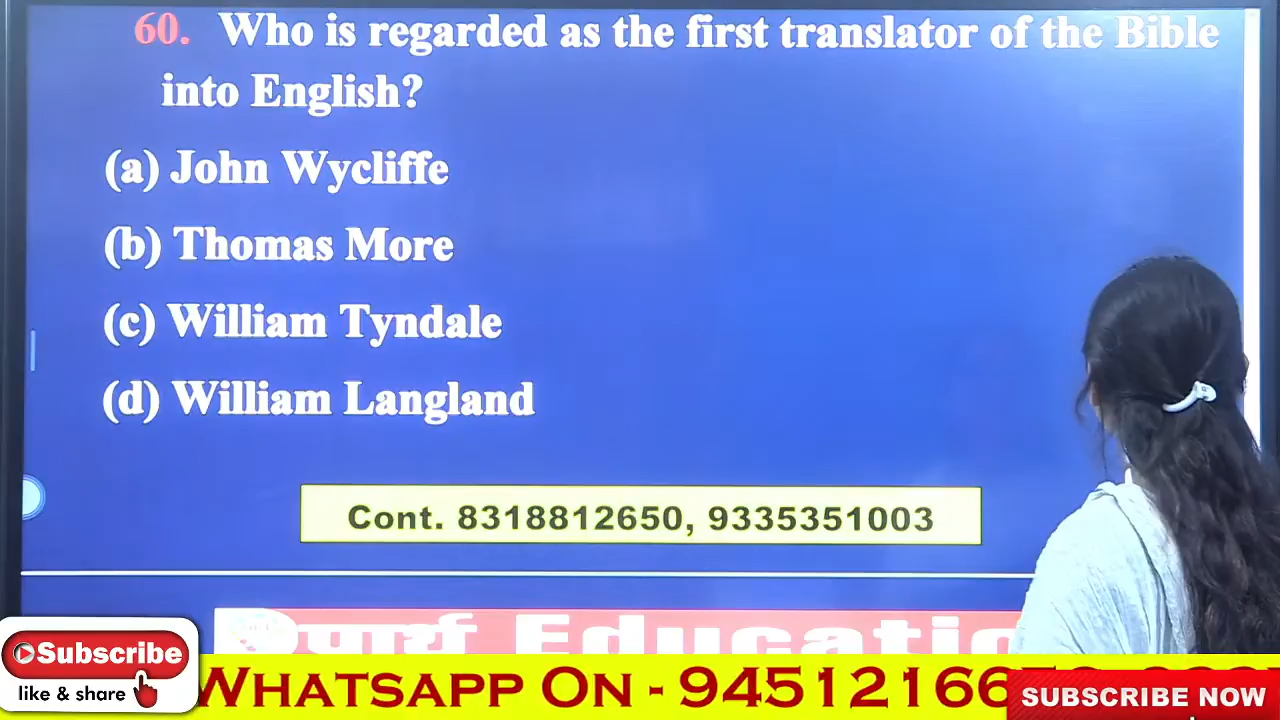 60. Who is regarded as the first translator of the Bible
into English?
(a) John Wycliffe
(b) Thomas More
(c) William Tyndale
(d) William Langland
Cont. 8318812650, 9335351003
Educatio
Subscribe
like & share
WHATSAPP ON - 94512166
SUBSCRIBE NOW